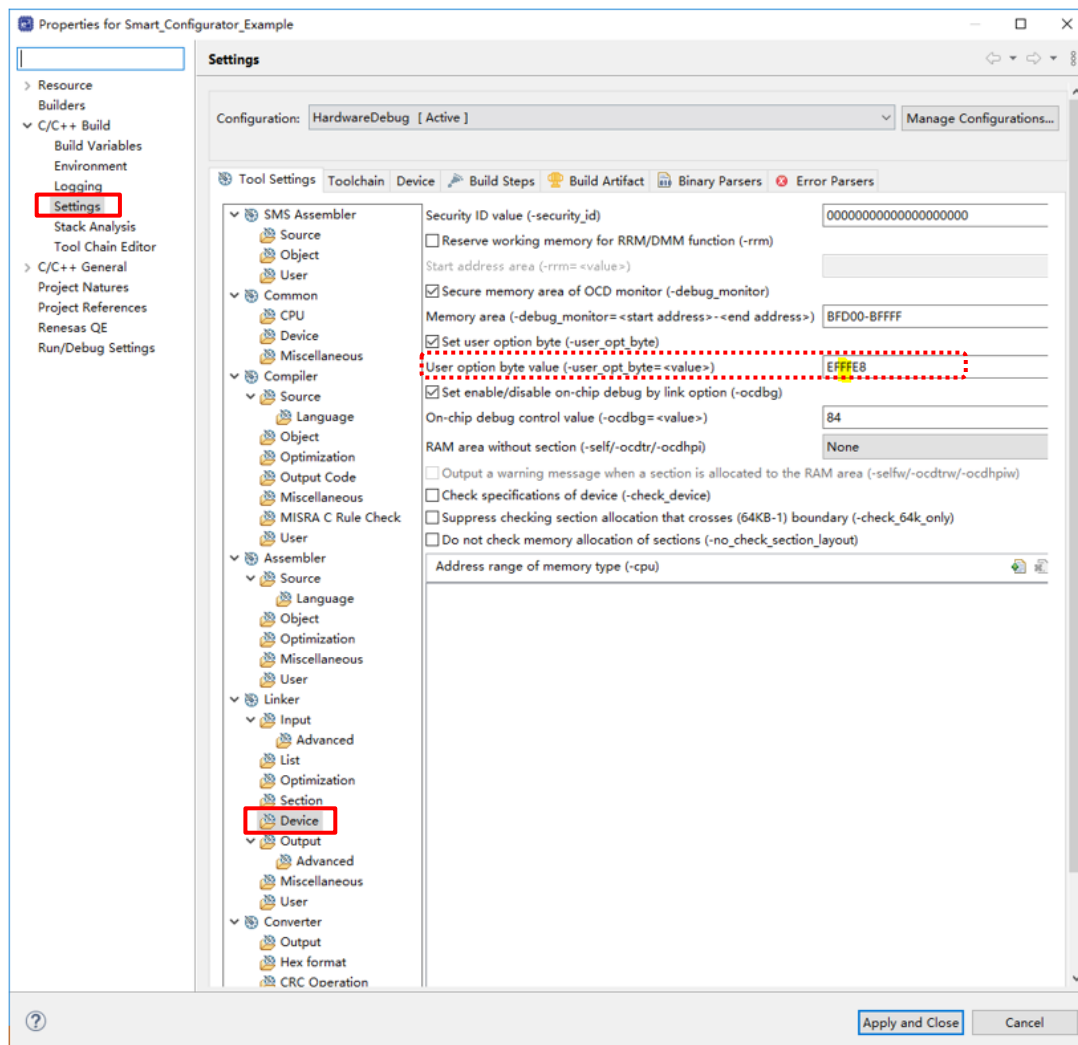 Properties for Smart_Configurator_Example
Settings
Resource
Builders
C/C++ Build
Build Variables
Environment
Logging
Settings
Stack Analysis
Tool Chain Editor
C/C++ General
Project Natures
Project References
Renesas QE
Run/Debug Settings
Configuration: HardwareDebug [ Active ] Manage Configurations...
Tool Settings Toolchain Device Build Steps Build Artifact Binary Parsers Error Parsers
SMS Assembler
Source
Object
User
Common
CPU
Device
Miscellaneous
Compiler
Source
Language
Object
Optimization
Output Code
Miscellaneous
MISRA C Rule Check
User
Assembler
Source
Language
Object
Optimization
Miscellaneous
User
Linker
Input
Advanced
List
Optimization
Section
Device
Output
Advanced
Miscellaneous
User
Converter
Output
Hex format
CRC Operation
Security ID value (-security_id) 00000000000000000000
Reserve working memory for RRM/DMM function (-rrm)
Start address area (-rrm=<value>)
Secure memory area of OCD monitor (-debug_monitor)
Memory area (-debug_monitor=<start address>-<end address>) BFD00-BFFFF
Set user option byte (-user_opt_byte)
User option byte value (-user_opt_byte=<value>) EFFFE8
Set enable/disable on-chip debug by link option (-ocdbg)
On-chip debug control value (-ocdbg=<value>) 84
RAM area without section (-self/-ocdtr/-ocdhpi) None
Output a warning message when a section is allocated to the RAM area (-selfw/-ocdtrw/-ocdhpiw)
Check specifications of device (-check_device)
Suppress checking section allocation that crosses (64KB-1) boundary (-check_64k_only)
Do not check memory allocation of sections (-no_check_section_layout)
Address range of memory type (-cpu)
Apply and Close Cancel